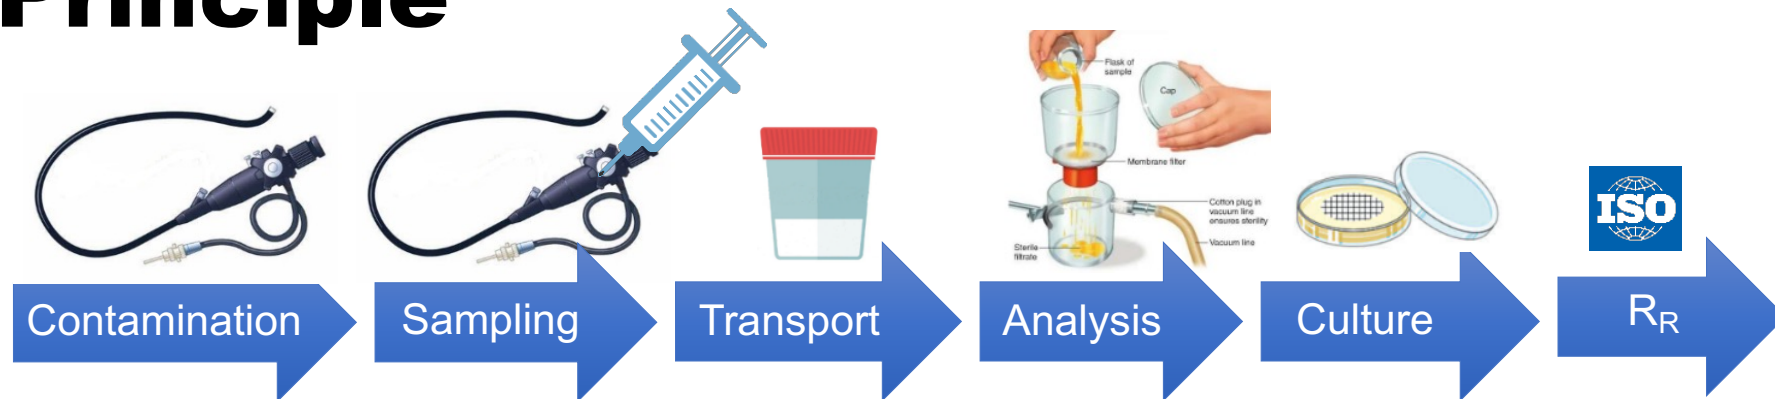 Principle
Flask of
sample
Cap
Membrane filter
Cotton plug in
vacuum line
ensures sterility
Vacuum line
Sterile
filtrate
ISO
Contamination
Sampling
Transport
Analysis
Culture
R_R